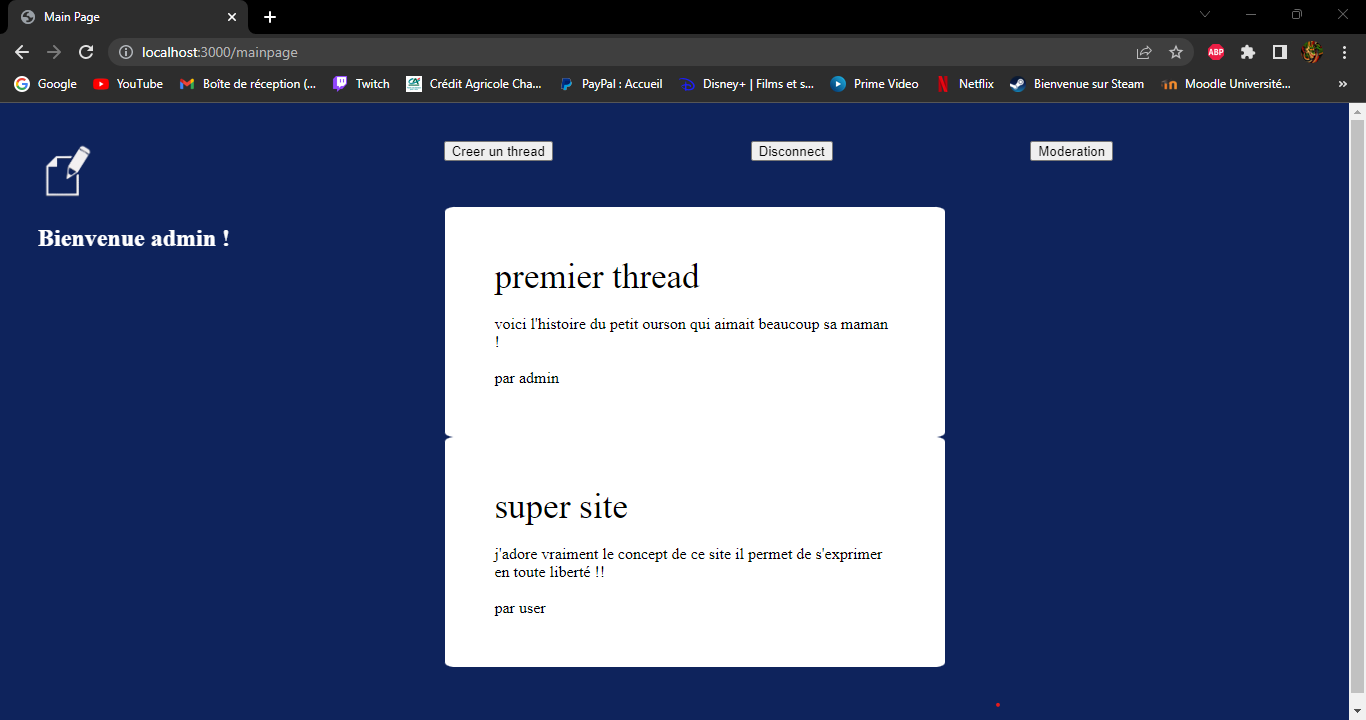 Main Page
localhost:3000/mainpage
ABP
Google YouTube Boîte de réception (... Twitch Crédit Agricole Cha... PayPal : Accueil Disney+ | Films et s... Prime Video Netflix Bienvenue sur Steam Moodle Université... »
Creer un thread Disconnect Moderation
Bienvenue admin !
premier thread
voici l'histoire du petit ourson qui aimait beaucoup sa maman
!
par admin
super site
j'adore vraiment le concept de ce site il permet de s'exprimer
en toute liberté !!
par user